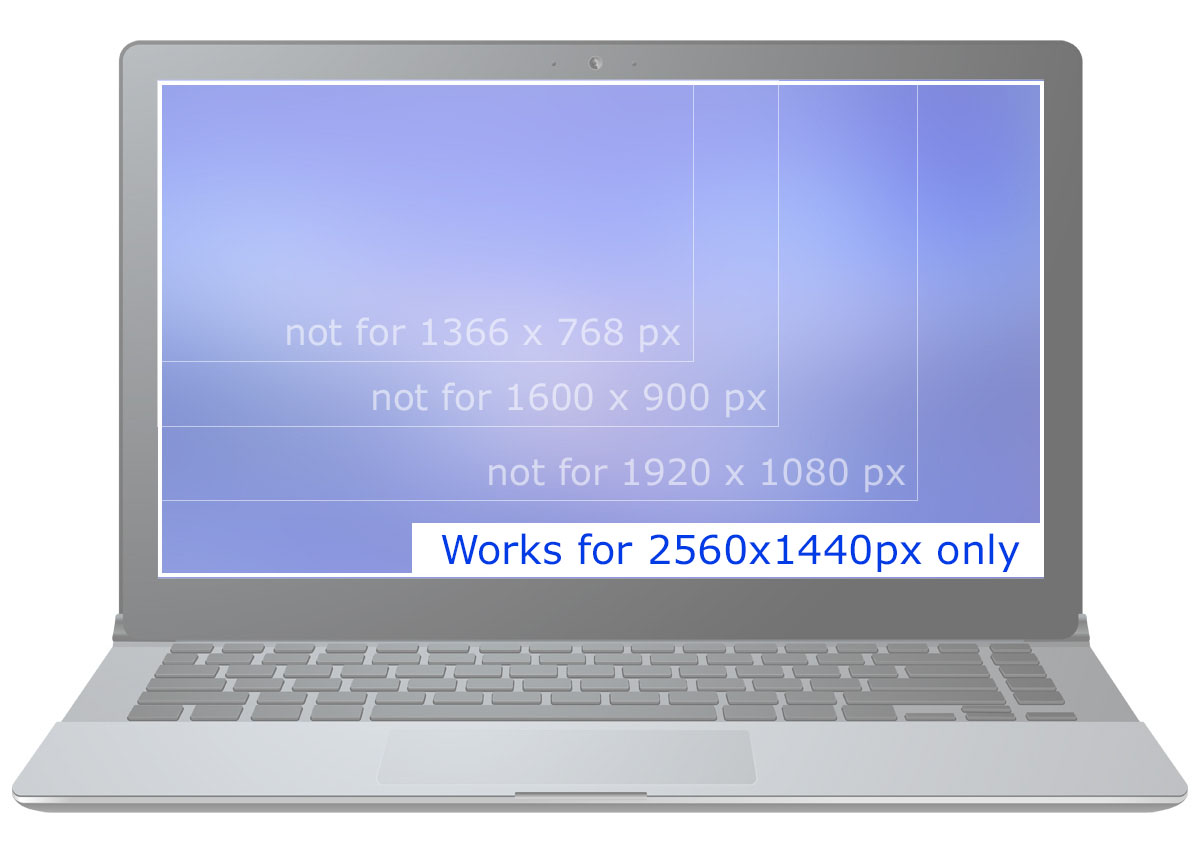 not for 1366 x 768 px
not for 1600 x 900 px
not for 1920 x 1080 px
Works for 2560x1440px only